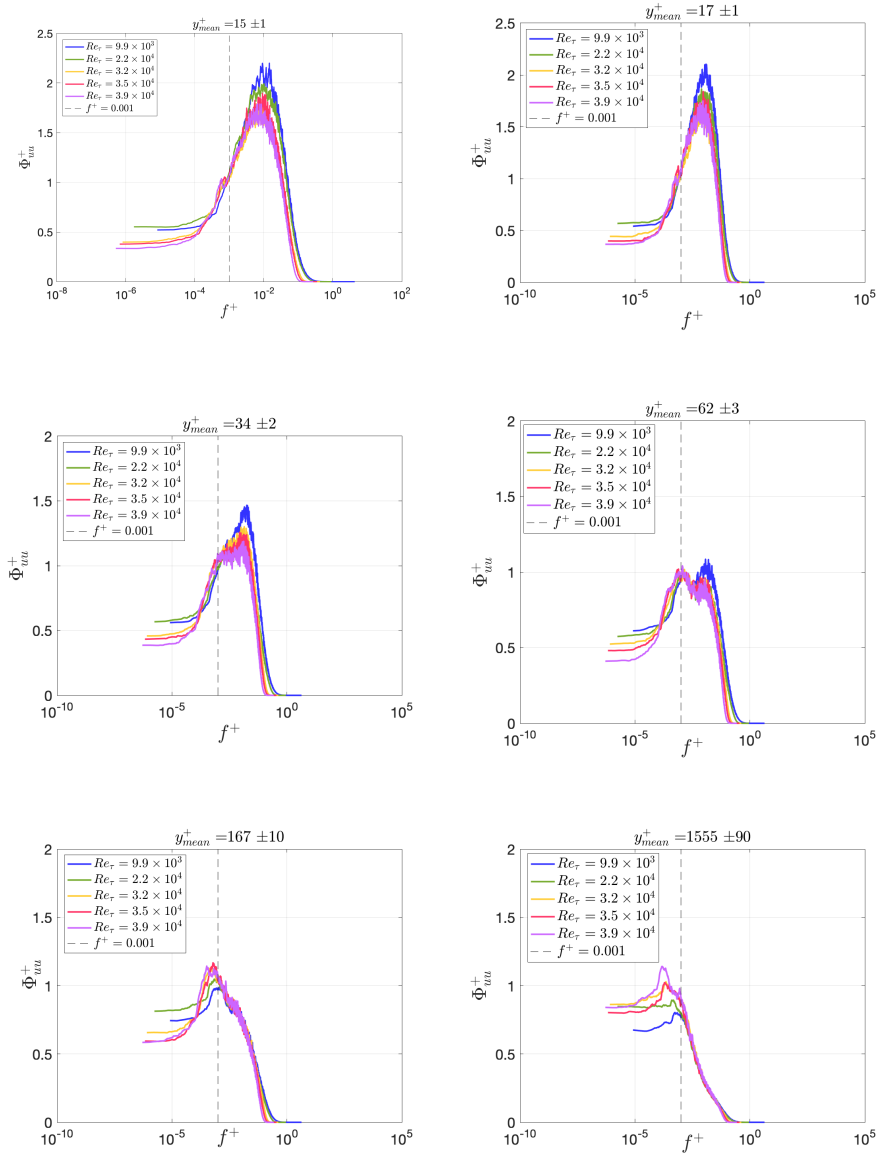 y⁺mean =15 ±1
Reτ = 9.9 × 10³
Reτ = 2.2 × 10⁴
Reτ = 3.2 × 10⁴
Reτ = 3.5 × 10⁴
Reτ = 3.9 × 10⁴
f⁺ = 0.001
2.5
2
1.5
1
0.5
0
Φ⁺uu
10⁻⁸ 10⁻⁶ 10⁻⁴ 10⁻² 10⁰ 10²
f⁺
y⁺mean =17 ±1
Reτ = 9.9 × 10³
Reτ = 2.2 × 10⁴
Reτ = 3.2 × 10⁴
Reτ = 3.5 × 10⁴
Reτ = 3.9 × 10⁴
f⁺ = 0.001
2.5
2
1.5
1
0.5
0
Φ⁺uu
10⁻¹⁰ 10⁻⁵ 10⁰ 10⁵
f⁺
y⁺mean =34 ±2
Reτ = 9.9 × 10³
Reτ = 2.2 × 10⁴
Reτ = 3.2 × 10⁴
Reτ = 3.5 × 10⁴
Reτ = 3.9 × 10⁴
f⁺ = 0.001
2
1.5
1
0.5
0
Φ⁺uu
10⁻¹⁰ 10⁻⁵ 10⁰ 10⁵
f⁺
y⁺mean =62 ±3
Reτ = 9.9 × 10³
Reτ = 2.2 × 10⁴
Reτ = 3.2 × 10⁴
Reτ = 3.5 × 10⁴
Reτ = 3.9 × 10⁴
f⁺ = 0.001
2
1.5
1
0.5
0
Φ⁺uu
10⁻¹⁰ 10⁻⁵ 10⁰ 10⁵
f⁺
y⁺mean =167 ±10
Reτ = 9.9 × 10³
Reτ = 2.2 × 10⁴
Reτ = 3.2 × 10⁴
Reτ = 3.5 × 10⁴
Reτ = 3.9 × 10⁴
f⁺ = 0.001
2
1.5
1
0.5
0
Φ⁺uu
10⁻¹⁰ 10⁻⁵ 10⁰ 10⁵
f⁺
y⁺mean =1555 ±90
Reτ = 9.9 × 10³
Reτ = 2.2 × 10⁴
Reτ = 3.2 × 10⁴
Reτ = 3.5 × 10⁴
Reτ = 3.9 × 10⁴
f⁺ = 0.001
2
1.5
1
0.5
0
Φ⁺uu
10⁻¹⁰ 10⁻⁵ 10⁰ 10⁵
f⁺